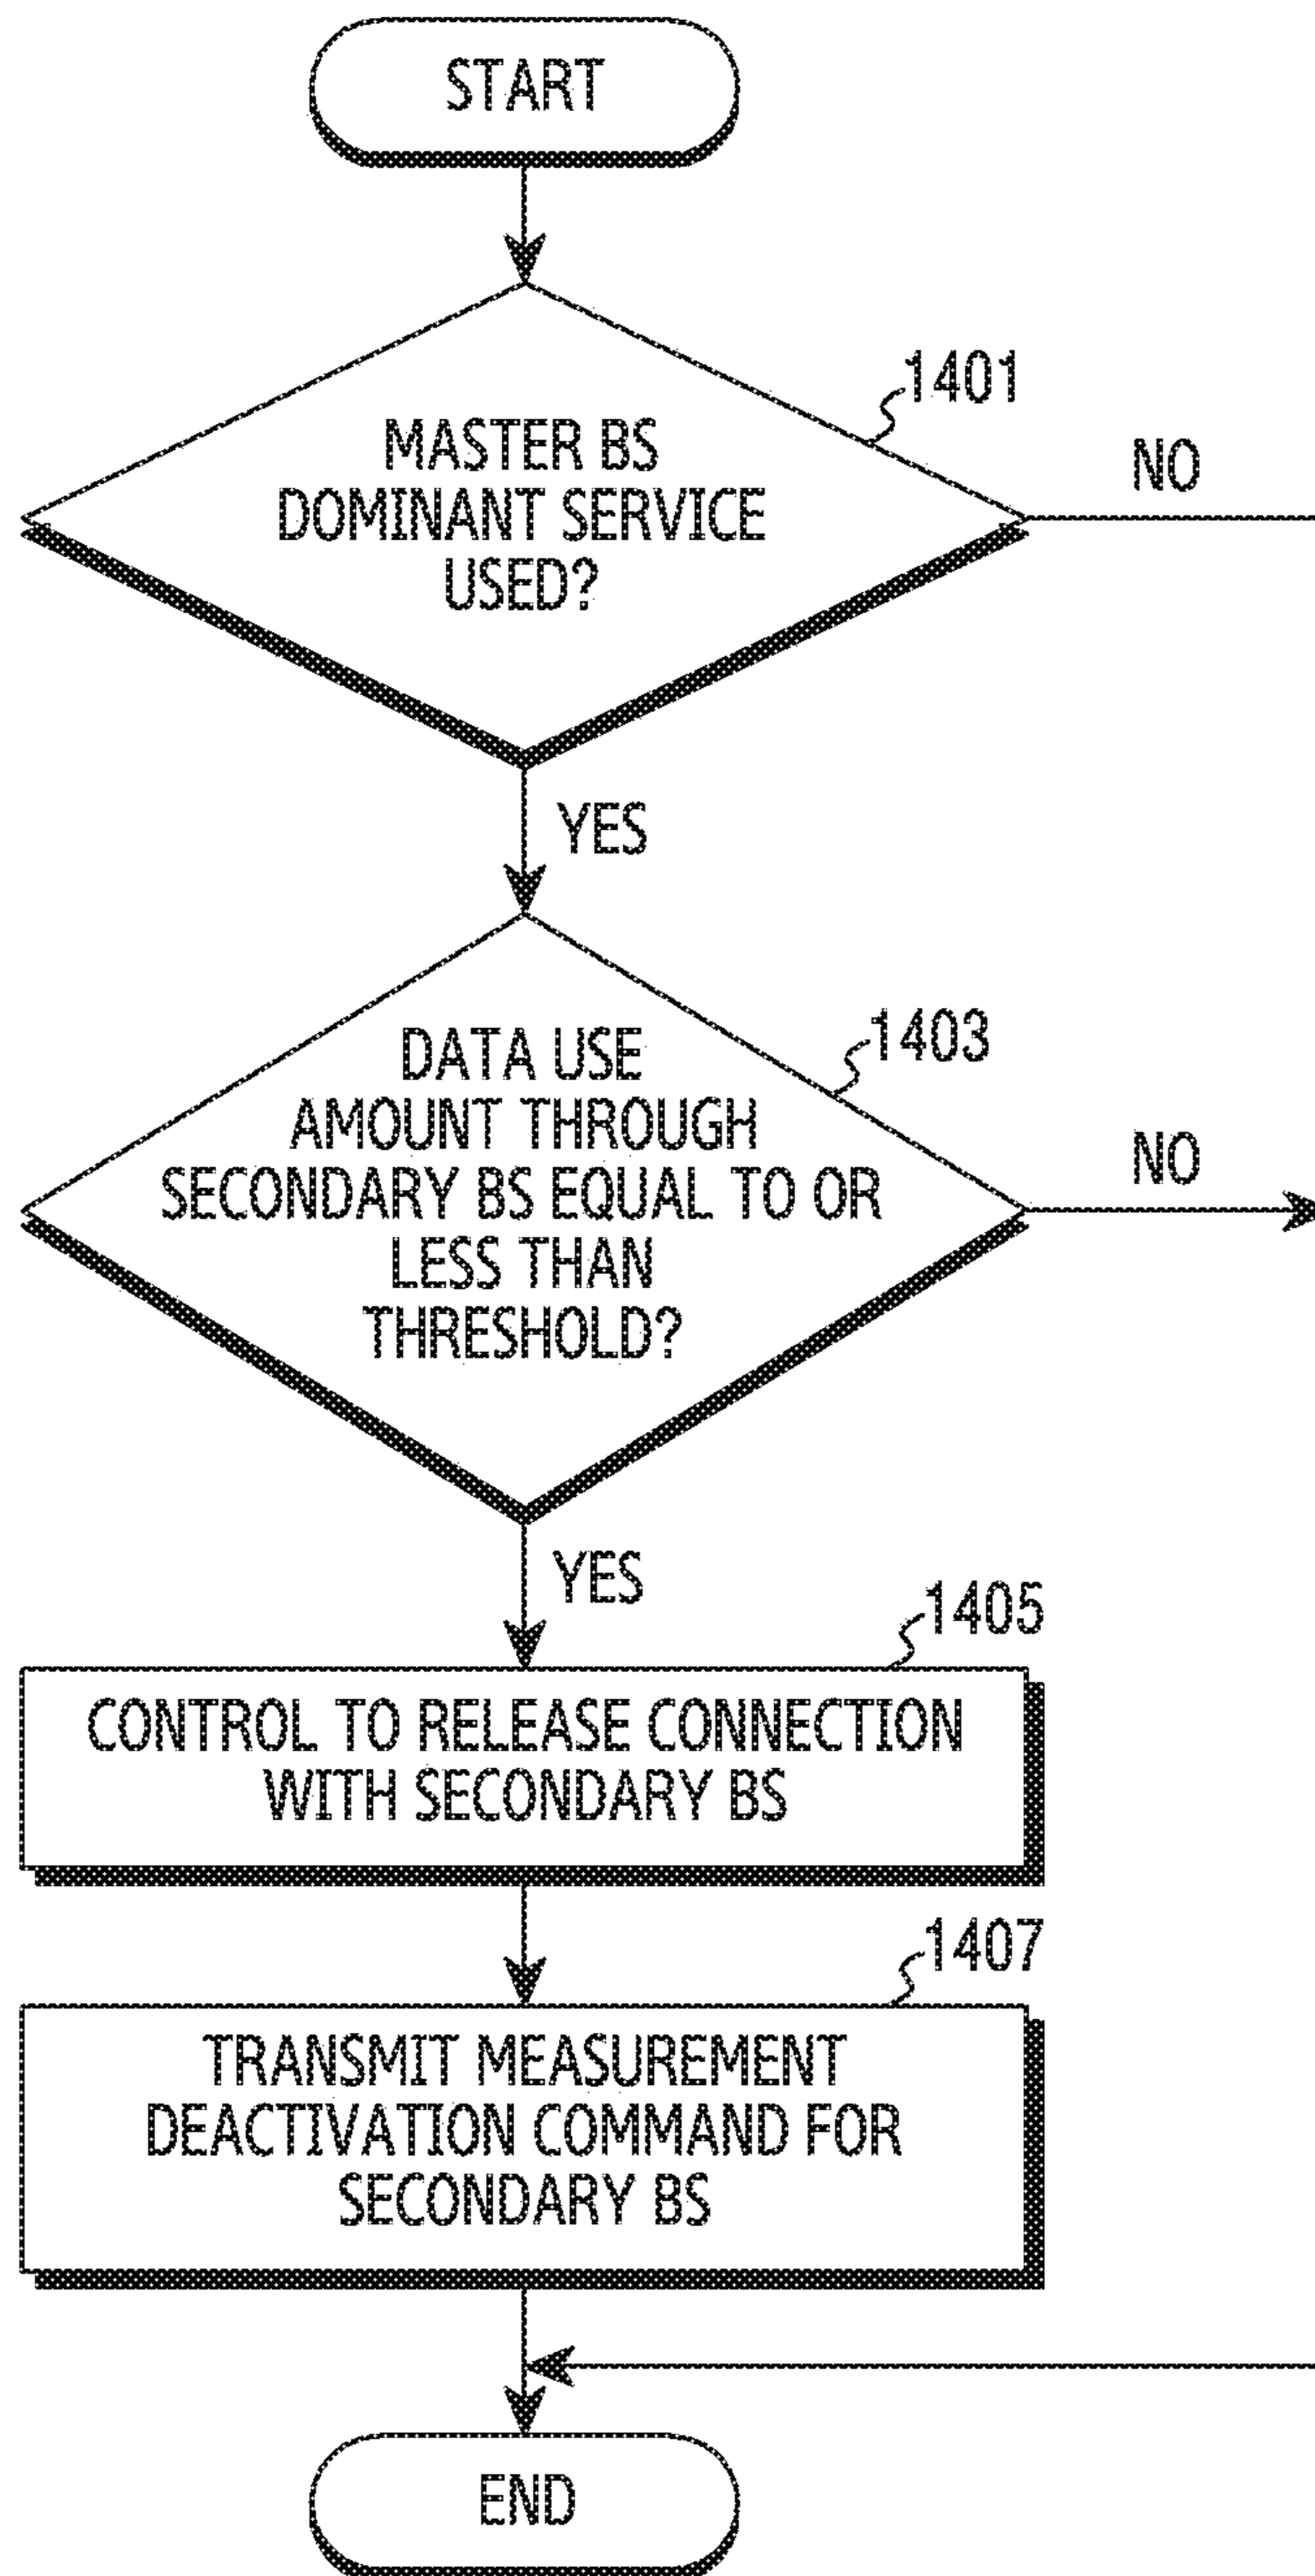 START
1401
MASTER BS
DOMINANT SERVICE
USED?
NO
YES
1403
DATA USE
AMOUNT THROUGH
SECONDARY BS EQUAL TO OR
LESS THAN
THRESHOLD?
NO
YES
1405
CONTROL TO RELEASE CONNECTION
WITH SECONDARY BS
1407
TRANSMIT MEASUREMENT
DEACTIVATION COMMAND FOR
SECONDARY BS
END